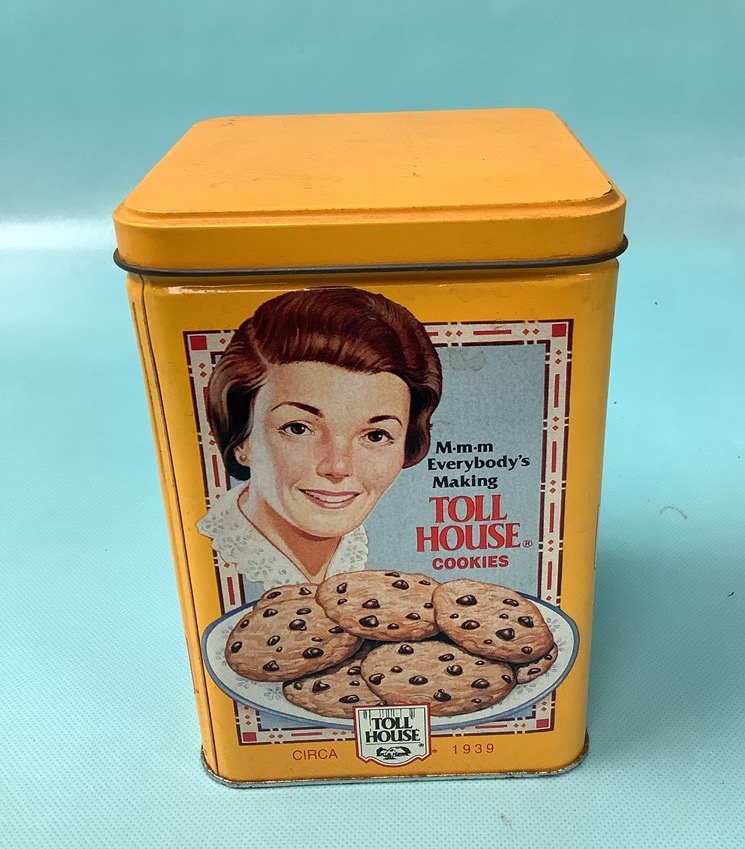 M-m-m
Everybody's
Making
TOLL
HOUSE®
COOKIES
TOLL
HOUSE®
CIRCA 1939